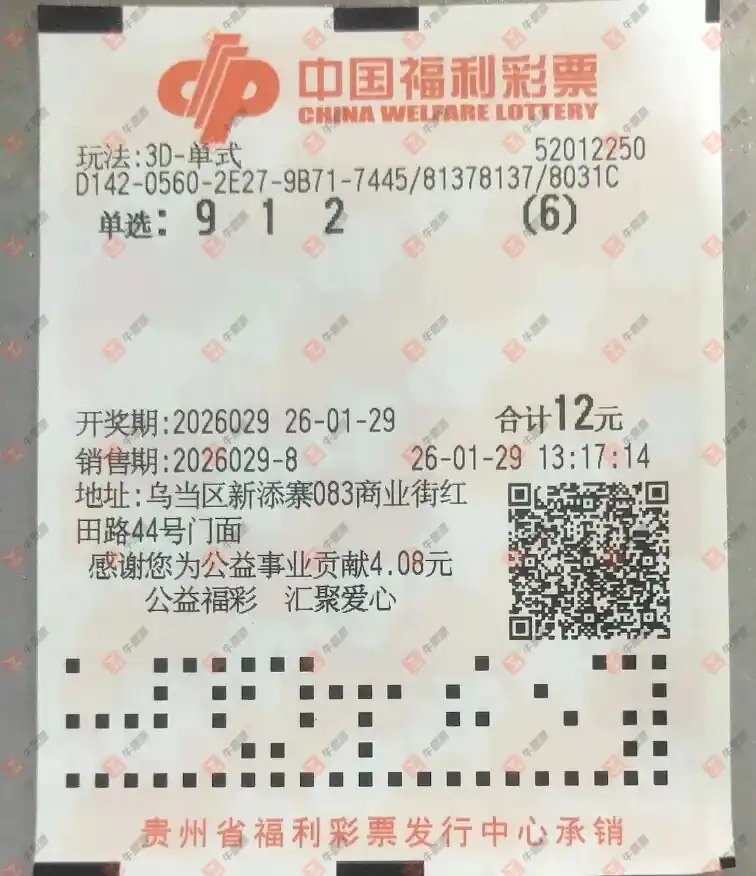 中国福利彩票
CHINA WELFARE LOTTERY
玩法:3D-单式 52012250
D142-0560-2E27-9B71-7445/81378137/8031C
单选: 9 1 2 (6)
开奖期:2026029 26-01-29 合计12元
销售期:2026029-8 26-01-29 13:17:14
地址:乌当区新添寨083商业街红
田路44号门面
感谢您为公益事业贡献4.08元
公益福彩 汇聚爱心
贵州省福利彩票发行中心承销